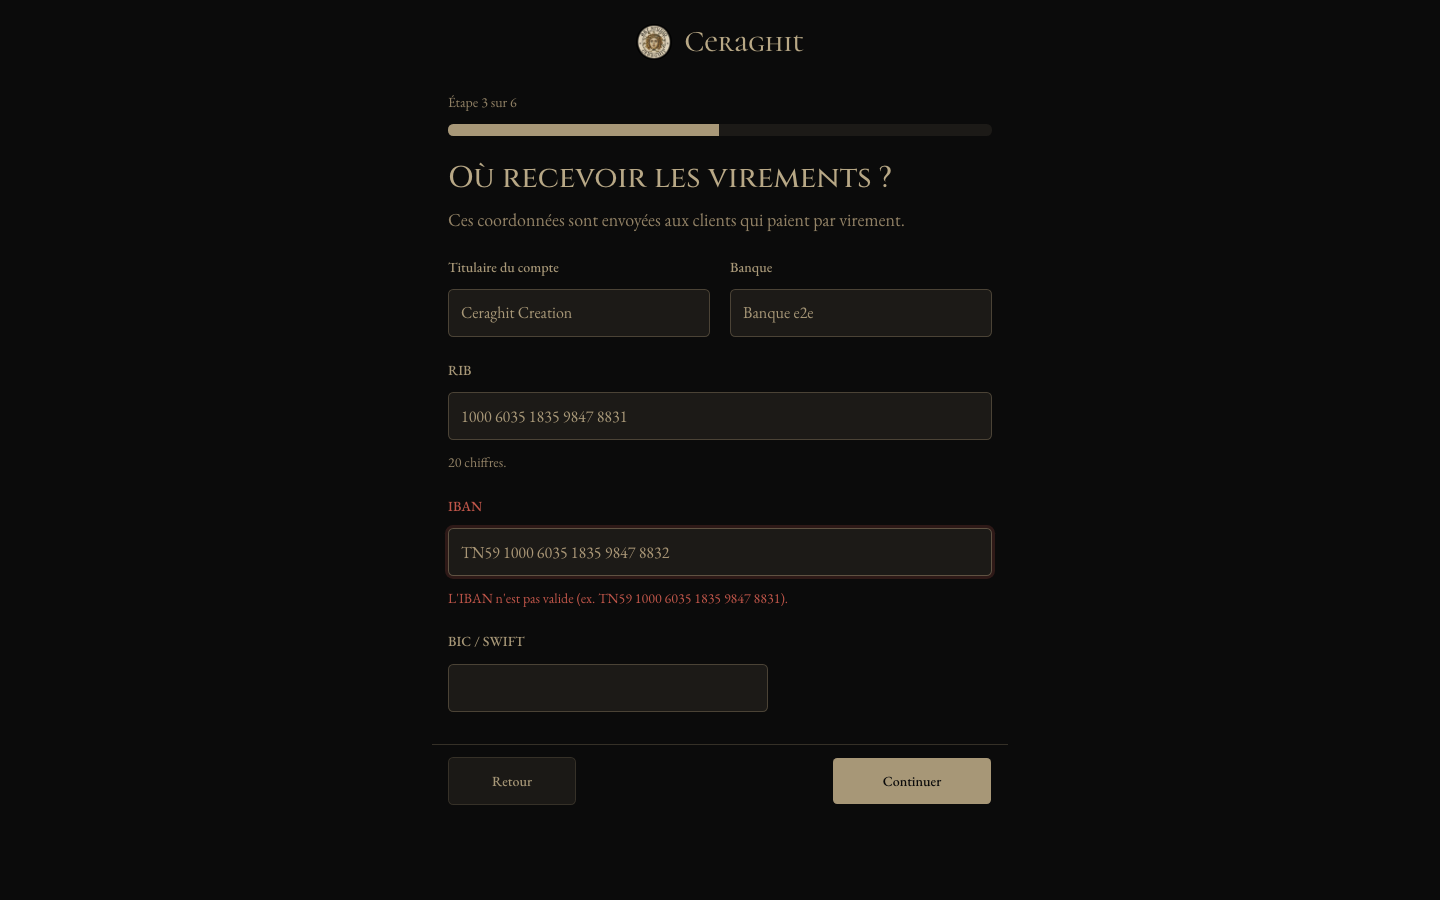 Ceraghit
Étape 3 sur 6
Où recevoir les virements ?
Ces coordonnées sont envoyées aux clients qui paient par virement.
Titulaire du compte
Banque
Ceraghit Creation
Banque e2e
RIB
1000 6035 1835 9847 8831
20 chiffres.
IBAN
TN59 1000 6035 1835 9847 8832
L'IBAN n'est pas valide (ex. TN59 1000 6035 1835 9847 8831).
BIC / SWIFT
Retour
Continuer